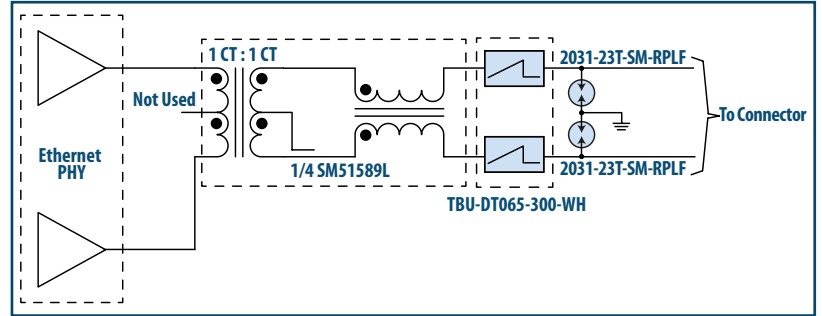 1 CT : 1 CT
2031-23T-SM-RPLF
Not Used
To Connector
Ethernet
PHY
1/4 SM51589L
2031-23T-SM-RPLF
TBU-DT065-300-WH